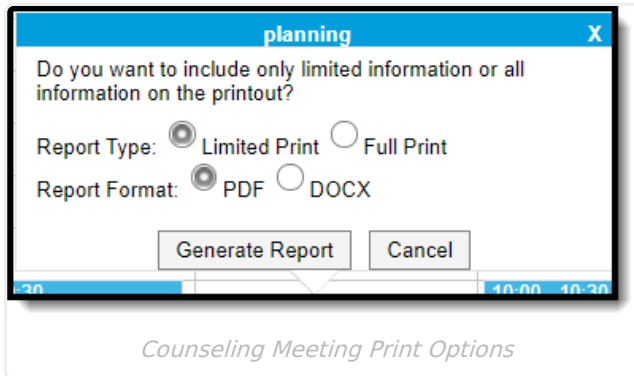 planning X
Do you want to include only limited information or all
information on the printout?
Report Type: Limited Print Full Print
Report Format: PDF DOCX
Generate Report Cancel
:30 10:00 10:30
Counseling Meeting Print Options